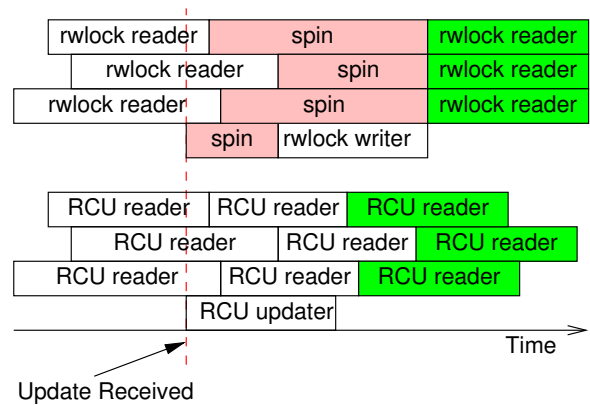 rwlock reader spin rwlock reader
rwlock reader spin rwlock reader
rwlock reader spin rwlock reader
spin rwlock writer
RCU reader RCU reader RCU reader
RCU reader RCU reader RCU reader
RCU reader RCU reader RCU reader
RCU updater
Time
Update Received